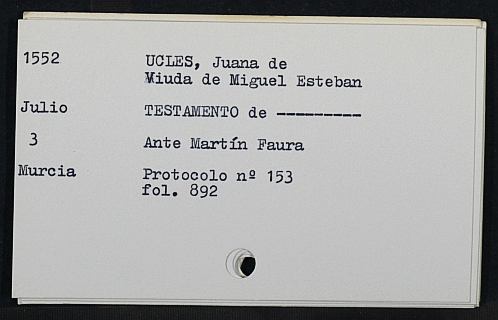 1552 UCLES, Juana de
Viuda de Miguel Esteban
Julio TESTAMENTO de ---------
3 Ante Martín Faura
Murcia Protocolo nº 153
fol. 892